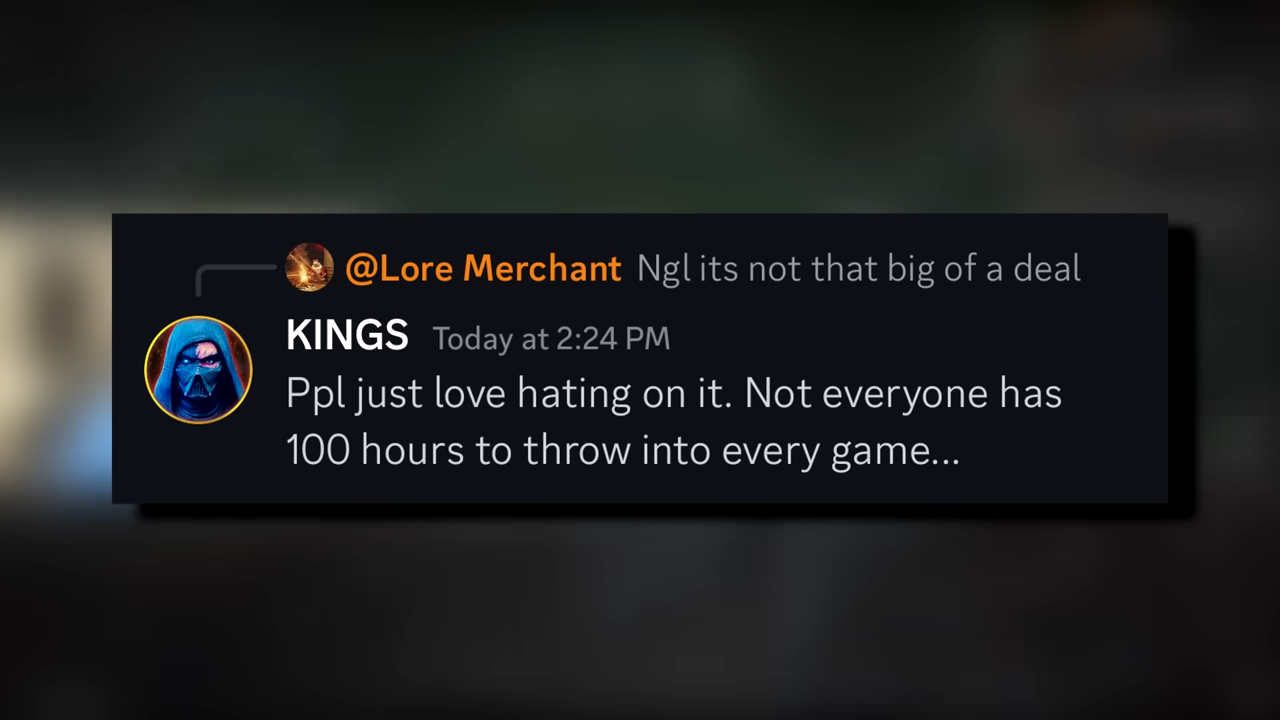 @Lore Merchant Ngl its not that big of a deal
KINGS Today at 2:24 PM
Ppl just love hating on it. Not everyone has
100 hours to throw into every game...